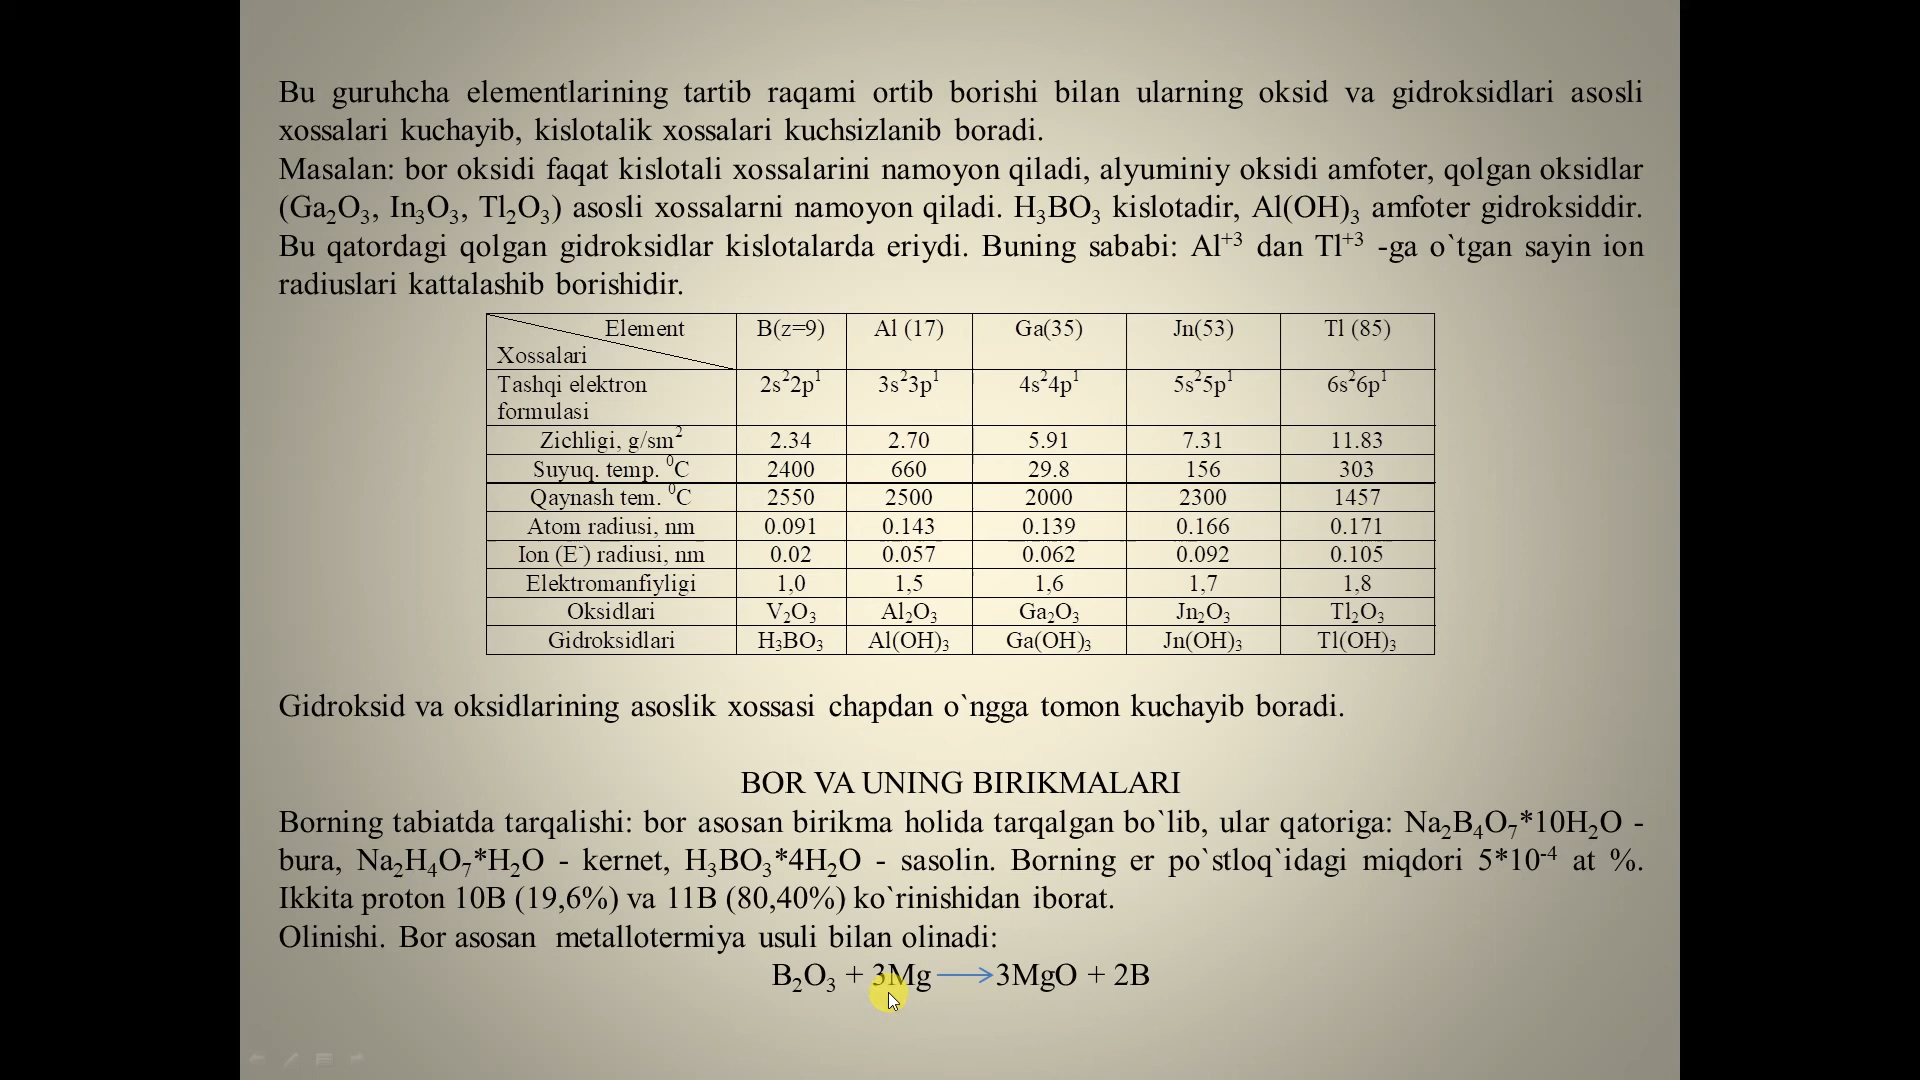 Bu guruhcha elementlarining tartib raqami ortib borishi bilan ularning oksid va gidroksidlari asosli
xossalari kuchayib, kislotalik xossalari kuchsizlanib boradi.
Masalan: bor oksidi faqat kislotali xossalarini namoyon qiladi, alyuminiy oksidi amfoter, qolgan oksidlar
(Ga₂O₃, In₃O₃, Tl₂O₃) asosli xossalarni namoyon qiladi. H₃BO₃ kislotadir, Al(OH)₃ amfoter gidroksiddir.
Bu qatordagi qolgan gidroksidlar kislotalarda eriydi. Buning sababi: Al⁺³ dan Tl⁺³ -ga o`tgan sayin ion
radiuslari kattalashib borishidir.
Element Xossalari B(z=9) Al (17) Ga(35) Jn(53) Tl (85)
Tashqi elektron formulasi 2s²2p¹ 3s²3p¹ 4s²4p¹ 5s²5p¹ 6s²6p¹
Zichligi, g/sm² 2.34 2.70 5.91 7.31 11.83
Suyuq. temp. ⁰C 2400 660 29.8 156 303
Qaynash tem. ⁰C 2550 2500 2000 2300 1457
Atom radiusi, nm 0.091 0.143 0.139 0.166 0.171
Ion (E⁻) radiusi, nm 0.02 0.057 0.062 0.092 0.105
Elektromanfiyligi 1,0 1,5 1,6 1,7 1,8
Oksidlari V₂O₃ Al₂O₃ Ga₂O₃ Jn₂O₃ Tl₂O₃
Gidroksidlari H₃BO₃ Al(OH)₃ Ga(OH)₃ Jn(OH)₃ Tl(OH)₃
Gidroksid va oksidlarining asoslik xossasi chapdan o`ngga tomon kuchayib boradi.
BOR VA UNING BIRIKMALARI
Borning tabiatda tarqalishi: bor asosan birikma holida tarqalgan bo`lib, ular qatoriga: Na₂B₄O₇*10H₂O -
bura, Na₂H₄O₇*H₂O - kernet, H₃BO₃*4H₂O - sasolin. Borning er po`stloq`idagi miqdori 5*10⁻⁴ at %.
Ikkita proton 10B (19,6%) va 11B (80,40%) ko`rinishidan iborat.
Olinishi. Bor asosan metallotermiya usuli bilan olinadi:
B₂O₃ + 3Mg → 3MgO + 2B